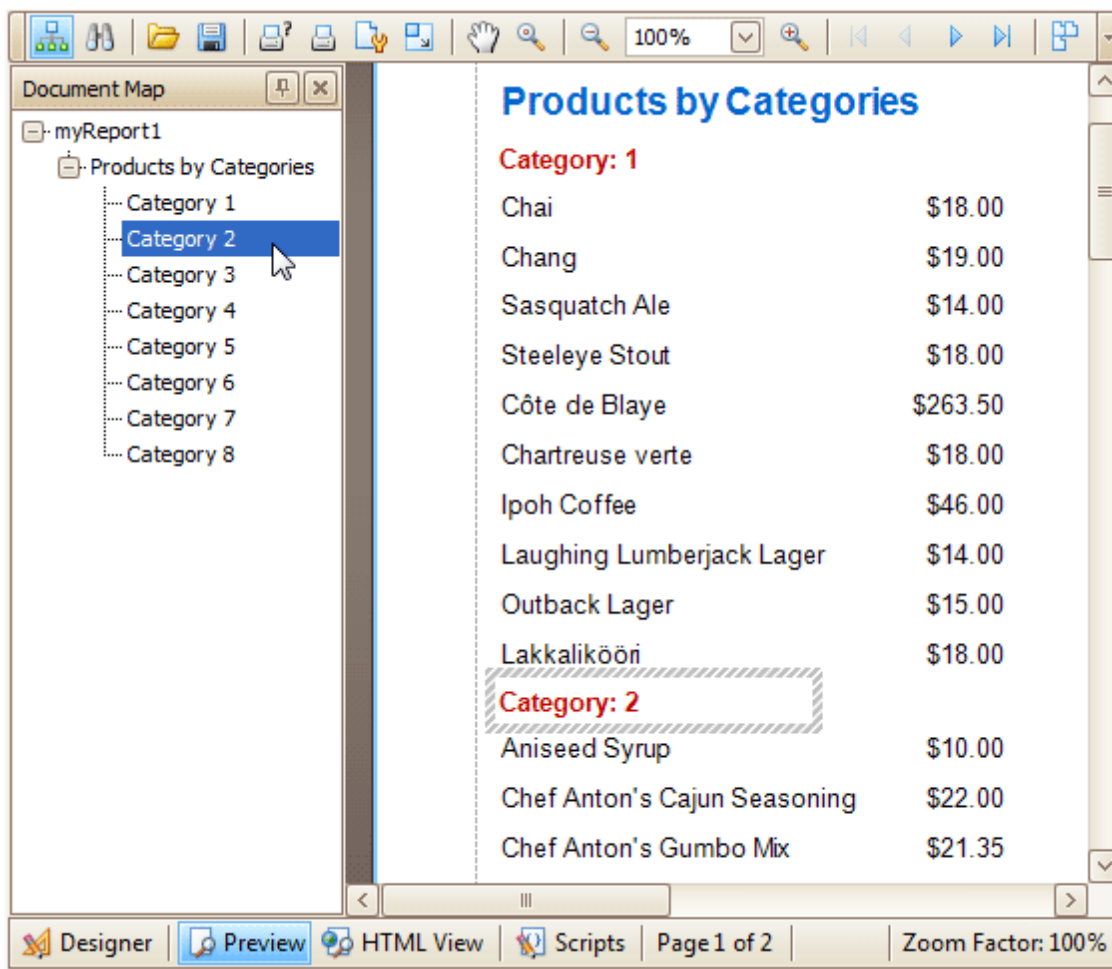 100%
Document Map
myReport1
Products by Categories
Category 1
Category 2
Category 3
Category 4
Category 5
Category 6
Category 7
Category 8
Products by Categories
Category: 1
Chai $18.00
Chang $19.00
Sasquatch Ale $14.00
Steeleye Stout $18.00
Côte de Blaye $263.50
Chartreuse verte $18.00
Ipoh Coffee $46.00
Laughing Lumberjack Lager $14.00
Outback Lager $15.00
Lakkalikööri $18.00
Category: 2
Aniseed Syrup $10.00
Chef Anton's Cajun Seasoning $22.00
Chef Anton's Gumbo Mix $21.35
Designer Preview HTML View Scripts Page 1 of 2 Zoom Factor: 100%